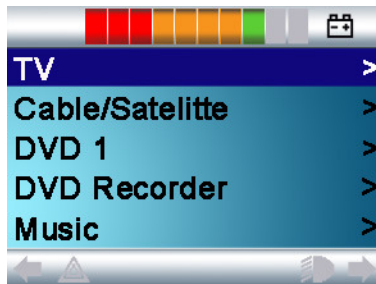 TV >
Cable/Satelitte >
DVD 1 >
DVD Recorder >
Music >